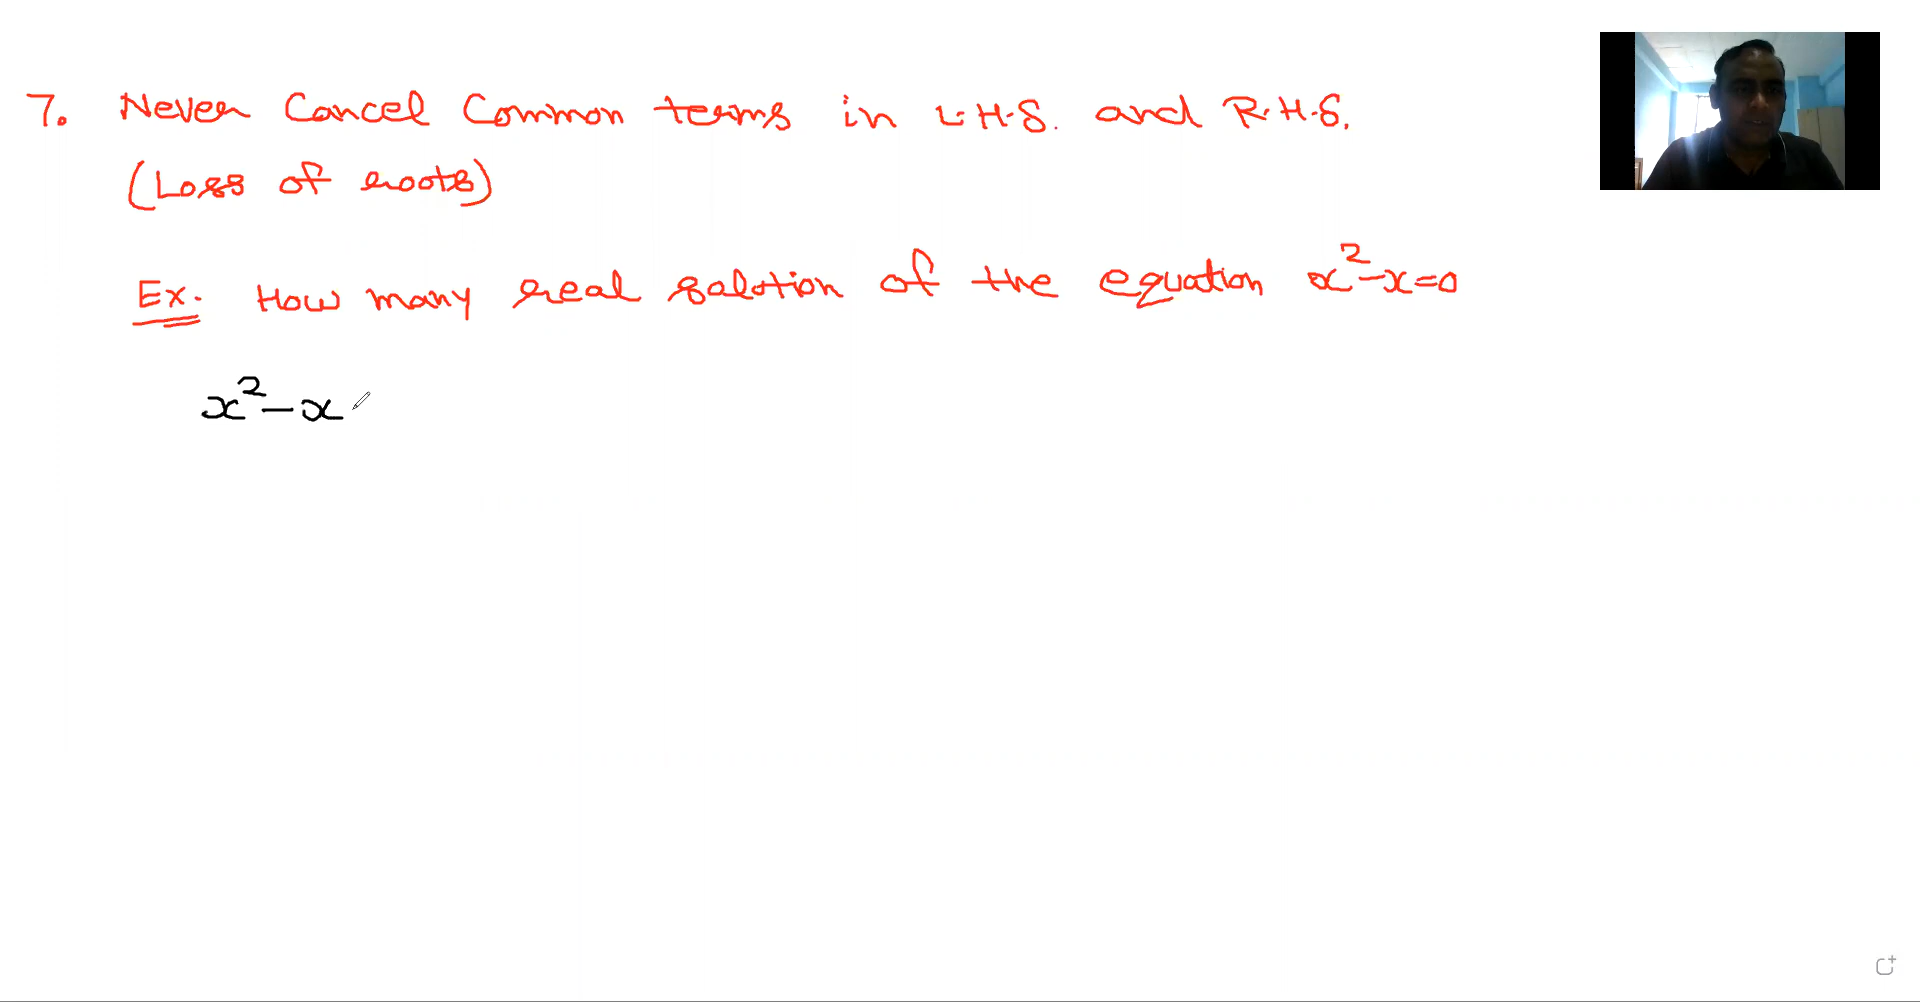 7. Never Cancel Common terms in L.H.S. and R.H.S.
(Loss of roots)
Ex. How many real solution of the equation x²-x=0
x²-x